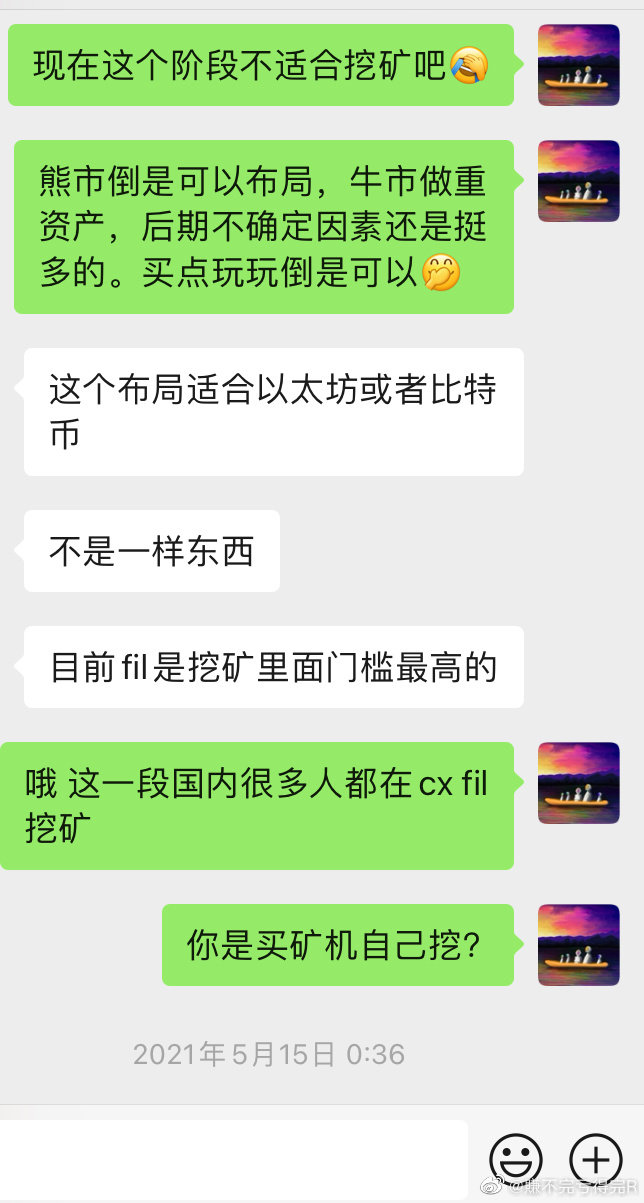 现在这个阶段不适合挖矿吧🤣
熊市倒是可以布局，牛市做重
资产，后期不确定因素还是挺
多的。买点玩玩倒是可以🤭
这个布局适合以太坊或者比特
币
不是一样东西
目前fil是挖矿里面门槛最高的
哦 这一段国内很多人都在cx fil
挖矿
你是买矿机自己挖？
2021年5月15日 0:36
@赚不完亏得完R